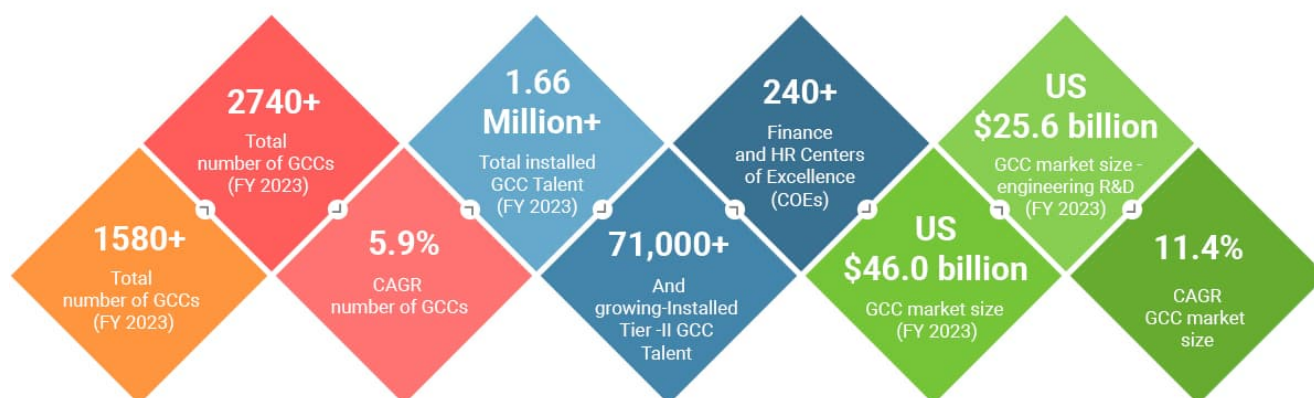 1580+
Total
number of GCCs
(FY 2023)
2740+
Total
number of GCCs
(FY 2023)
5.9%
CAGR
number of GCCs
1.66
Million+
Total installed
GCC Talent
(FY 2023)
71,000+
And
growing-Installed
Tier -II GCC
Talent
240+
Finance
and HR Centers
of Excellence
(COEs)
US
$46.0 billion
GCC market size
(FY 2023)
US
$25.6 billion
GCC market size -
engineering R&D
(FY 2023)
11.4%
CAGR
GCC market
size